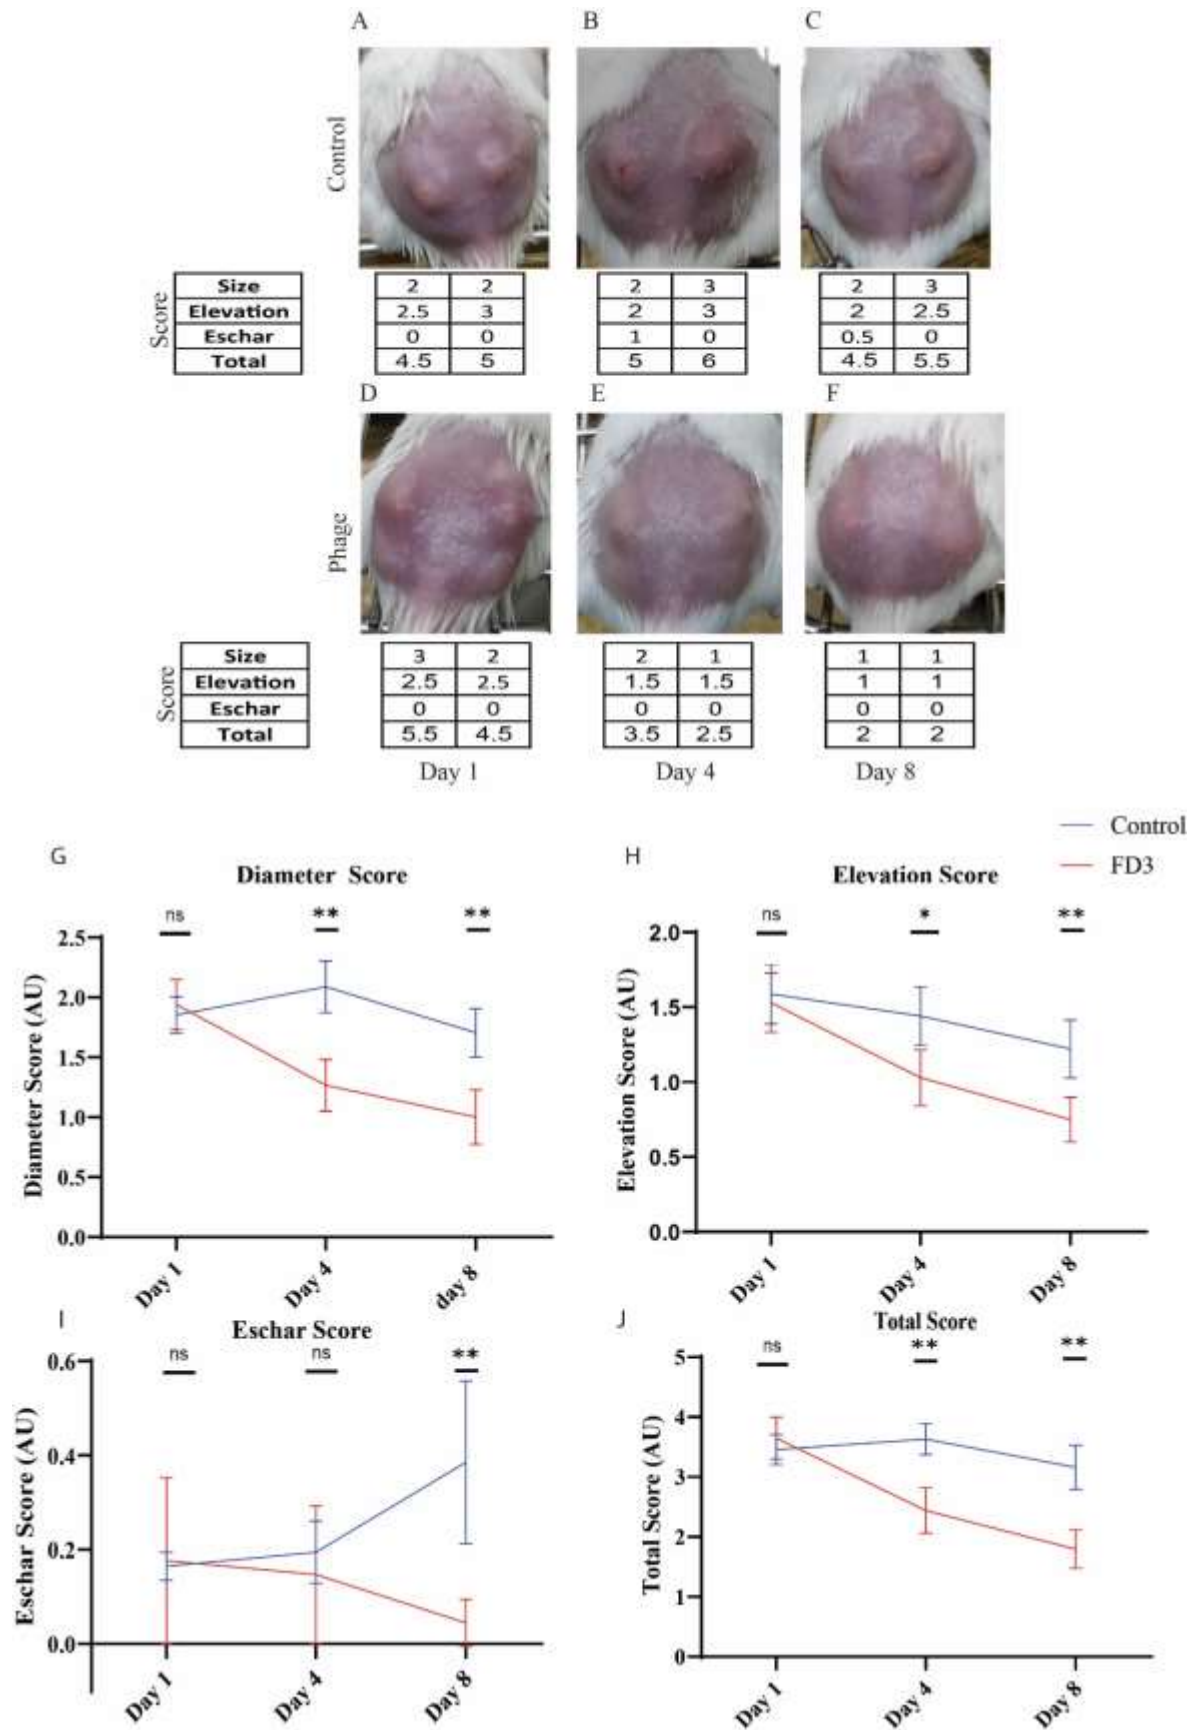 A B C
Control
Score
Size 2 2 2 3 2 3
Elevation 2.5 3 2 3 2 2.5
Eschar 0 0 1 0 0.5 0
Total 4.5 5 5 6 4.5 5.5
D E F
Phage
Score
Size 3 2 2 1 1 1
Elevation 2.5 2.5 1.5 1.5 1 1
Eschar 0 0 0 0 0 0
Total 5.5 4.5 3.5 2.5 2 2
Day 1 Day 4 Day 8
Control
FD3
G
Diameter Score
ns ** **
Diameter Score (AU)
2.5
2.0
1.5
1.0
0.5
0.0
Day 1 Day 4 day 8
H
Elevation Score
ns * **
Elevation Score (AU)
2.0
1.5
1.0
0.5
0.0
Day 1 Day 4 Day 8
I
Eschar Score
ns ns **
Eschar Score (AU)
0.6
0.4
0.2
0.0
Day 1 Day 4 Day 8
J
Total Score
ns ** **
Total Score (AU)
5
4
3
2
1
0
Day 1 Day 4 Day 8